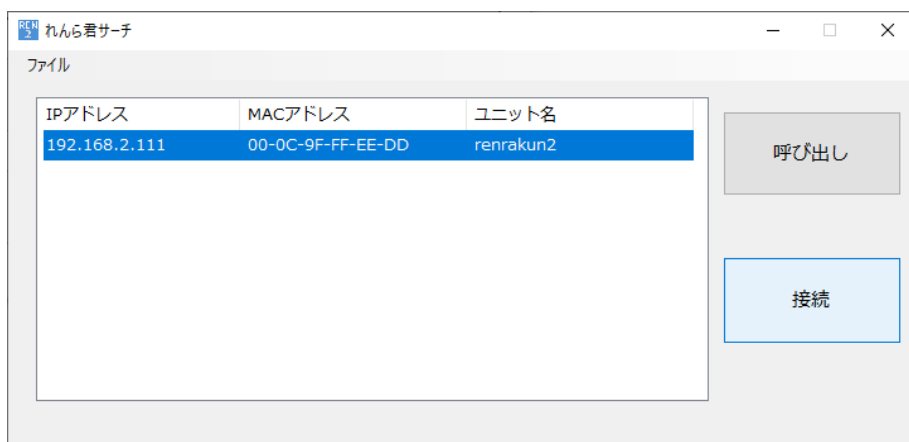 REN
2
れんら君サーチ
ファイル
IPアドレス MACアドレス ユニット名
192.168.2.111 00-0C-9F-FF-EE-DD renrakun2
呼び出し
接続